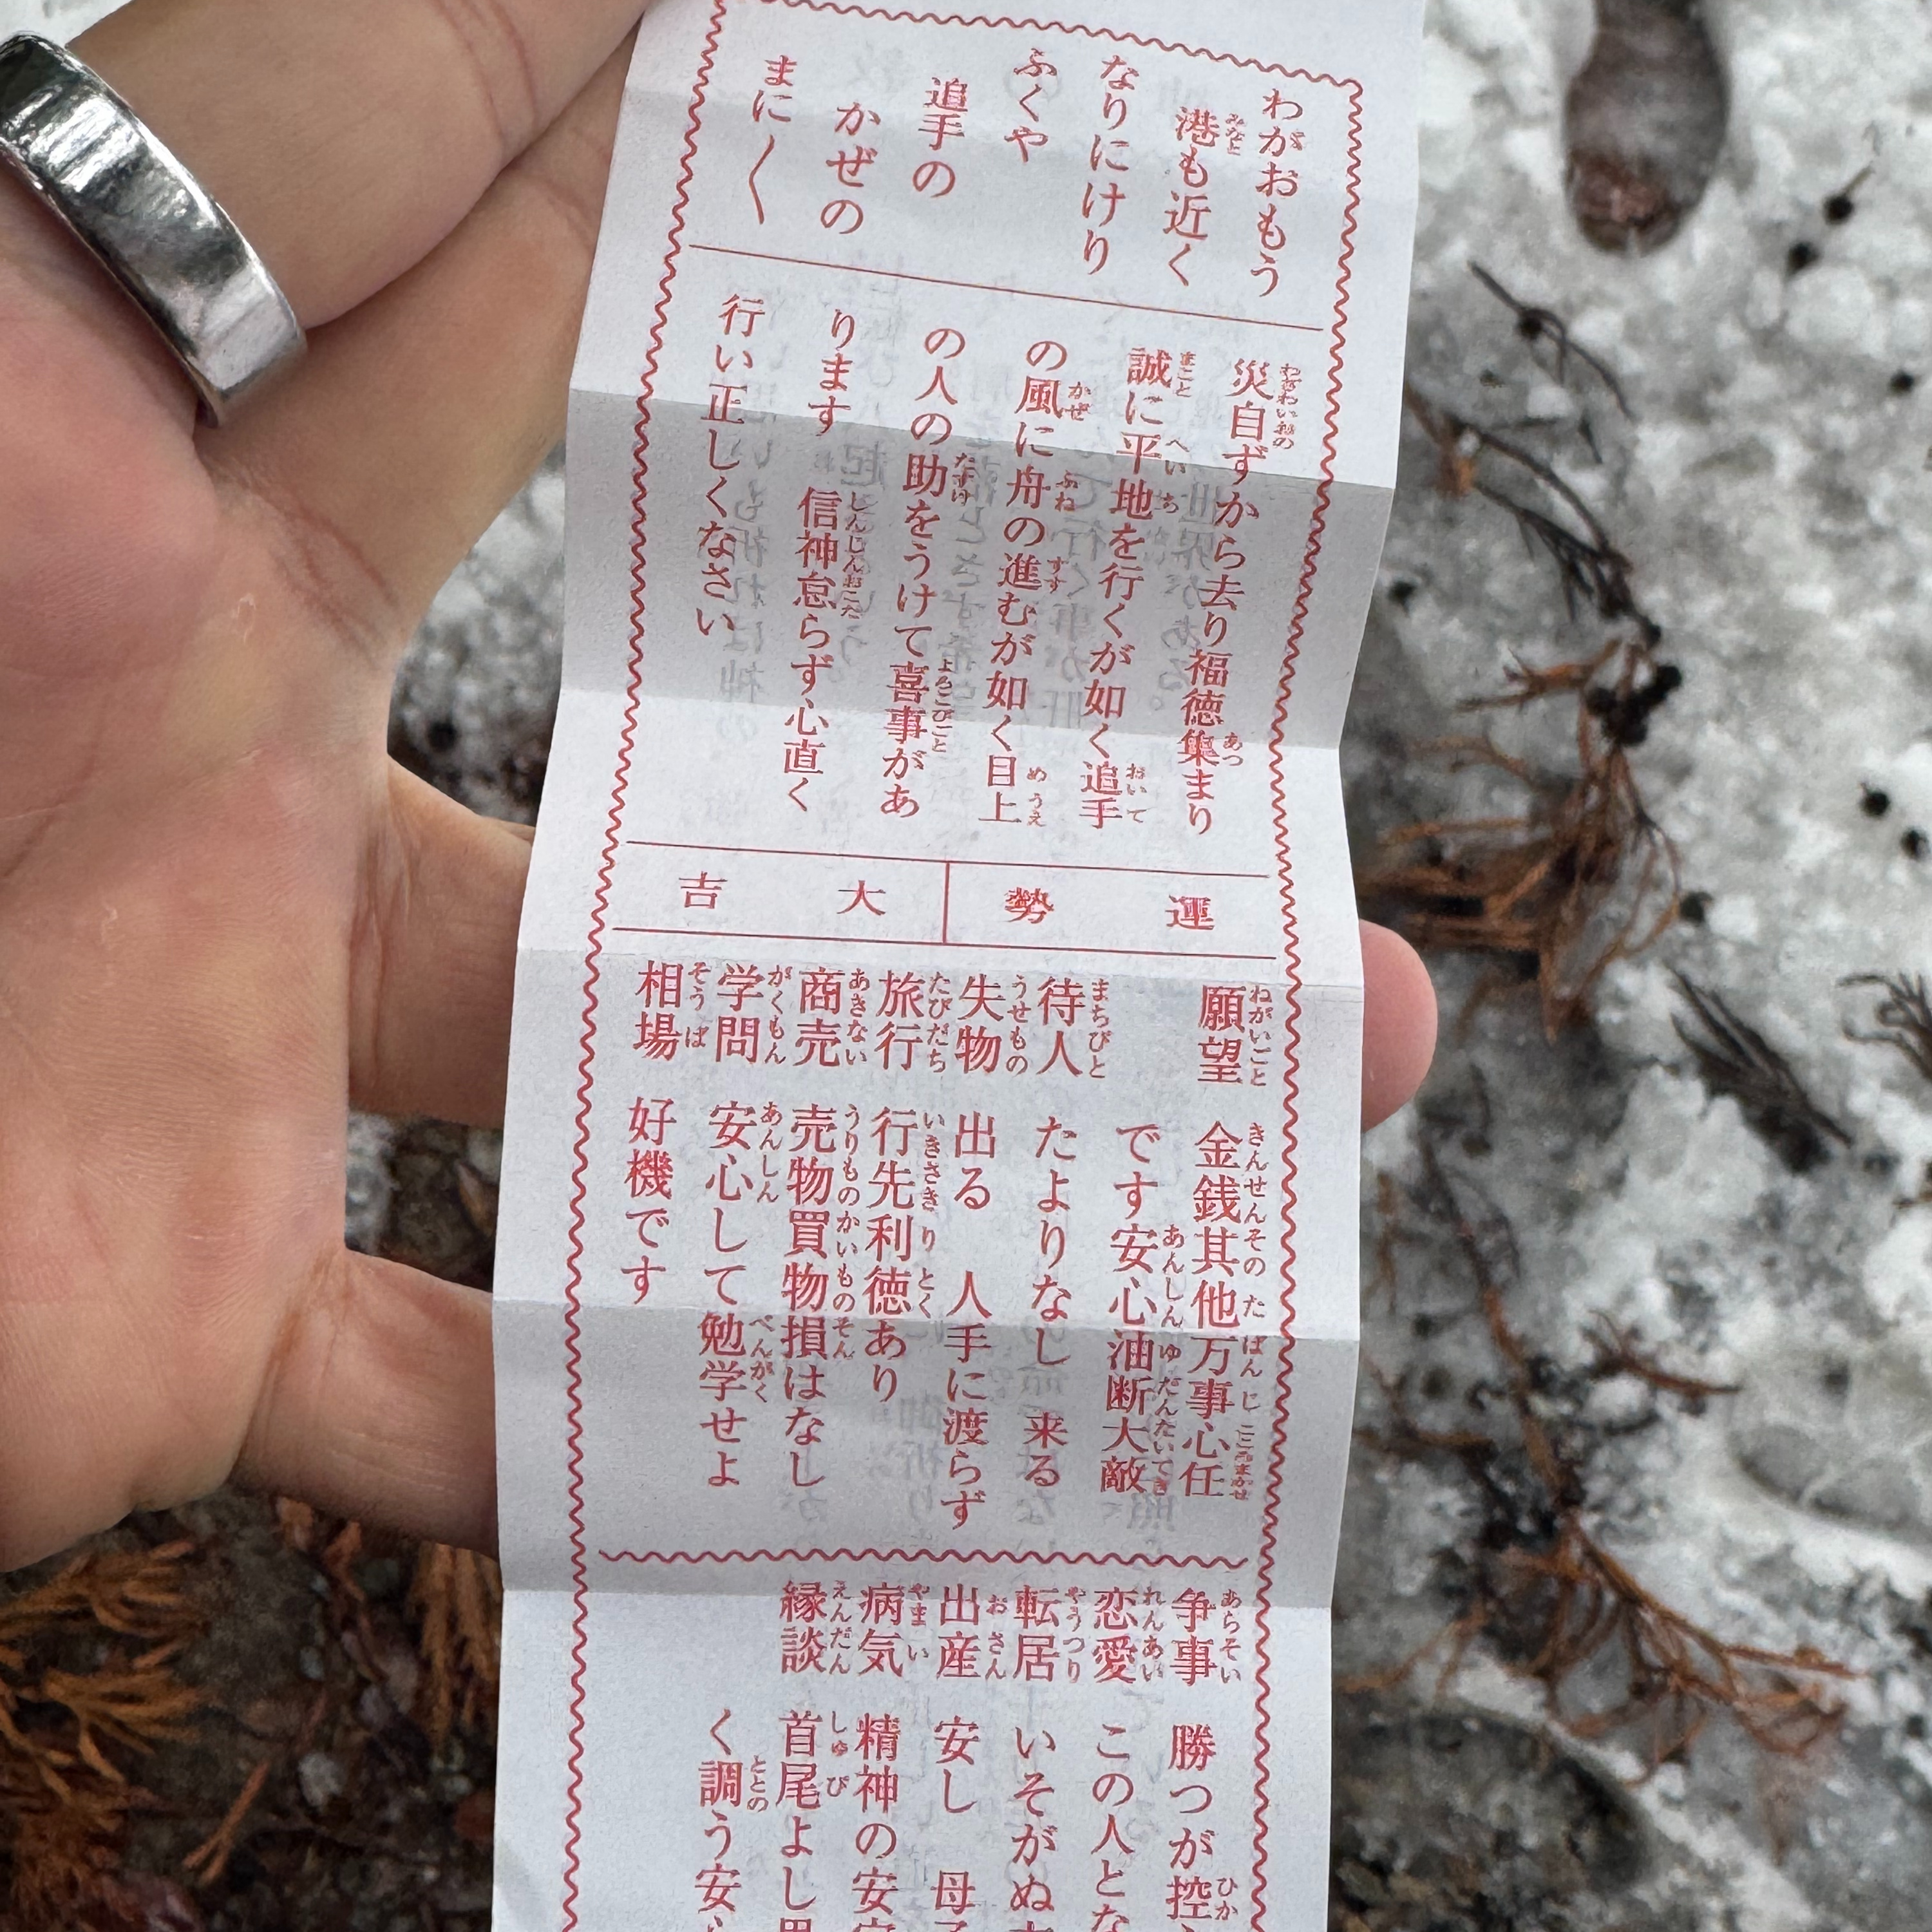 わがおもう
港も近く
なりにけり
ふくや
追手の
かぜの
まに〱
災自ずから去り福徳集まり
誠に平地を行くが如く追手
の風に舟の進むが如く目上
の人の助をうけて喜事があ
ります 信神怠らず心直く
行い正しくなさい
運勢 大吉
願望 金銭其他万事心任
です安心油断大敵
待人 たよりなし 来る
失物 出る 人手に渡らず
旅行 行先利徳あり
商売 売物買物損はなし
学問 安心して勉学せよ
相場 好機です
争事 勝つが控
恋愛 この人とな
転居 いそがぬ
出産 安し 母子
病気 精神の安
縁談 首尾よし
く調う安